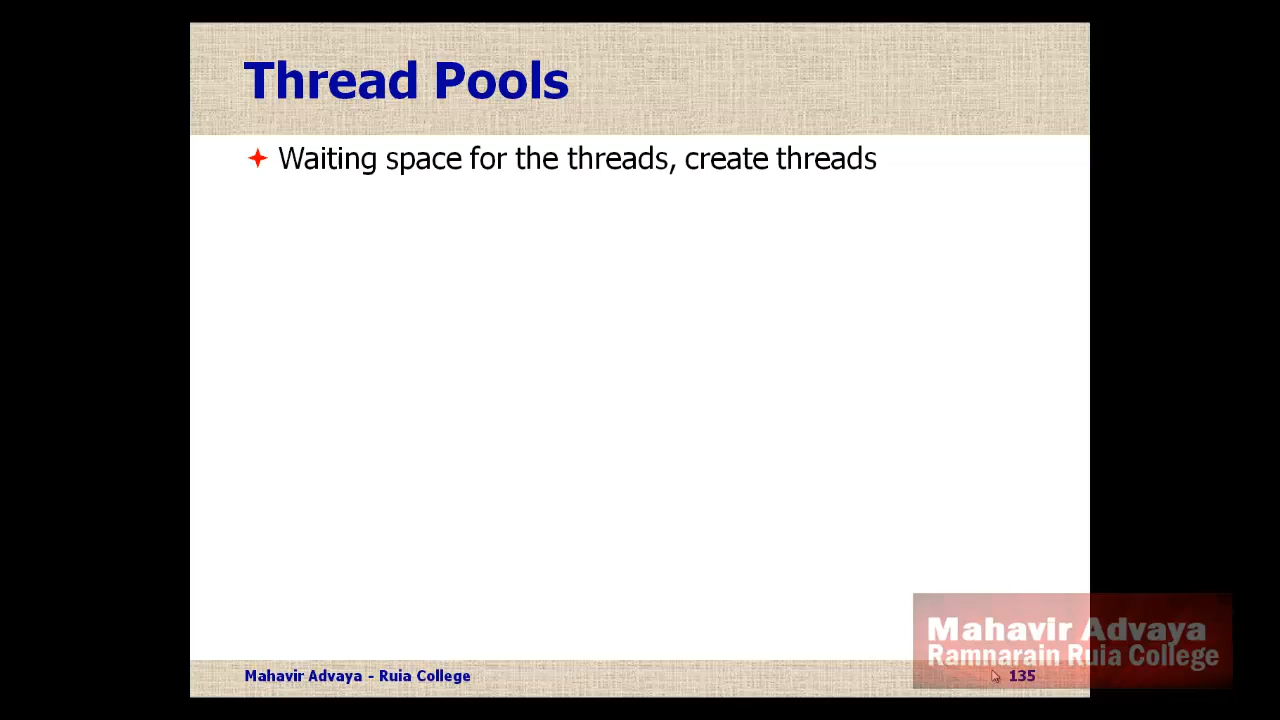 Thread Pools
Waiting space for the threads, create threads
Mahavir Advaya
Ramnarain Ruia College
Mahavir Advaya - Ruia College
135